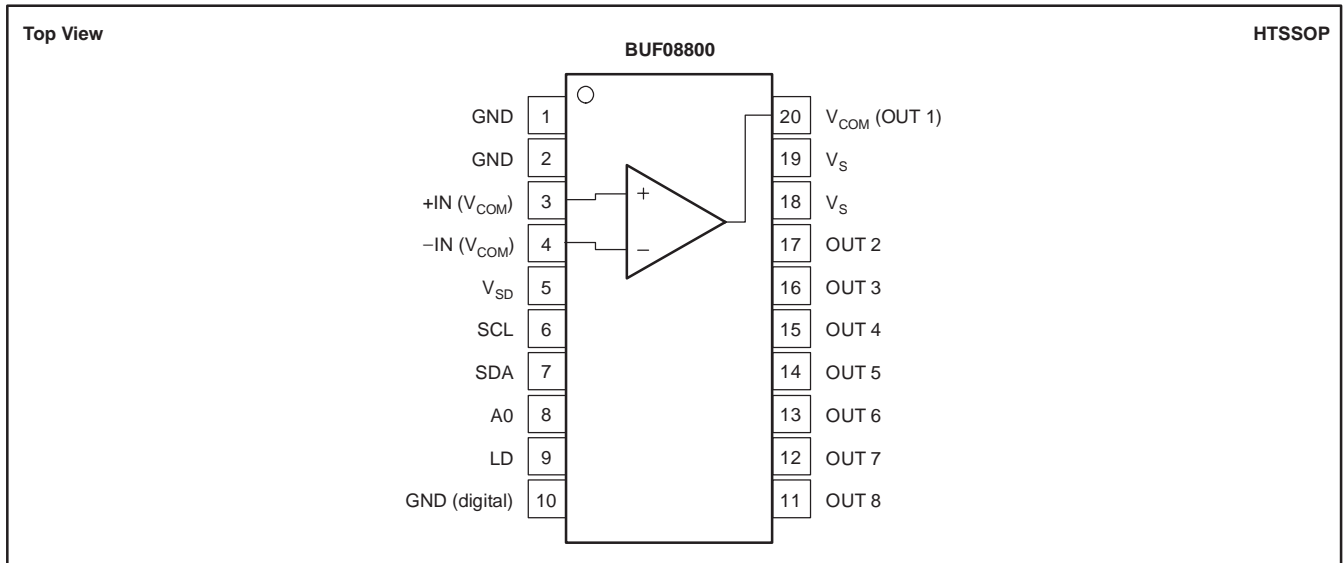 Top View
HTSSOP
BUF08800
GND 1
GND 2
+IN (VCOM) 3
−IN (VCOM) 4
VSD 5
SCL 6
SDA 7
A0 8
LD 9
GND (digital) 10
+
−
20 VCOM (OUT 1)
19 VS
18 VS
17 OUT 2
16 OUT 3
15 OUT 4
14 OUT 5
13 OUT 6
12 OUT 7
11 OUT 8